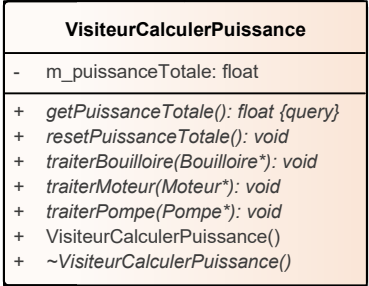 VisiteurCalculerPuissance
- m_puissanceTotale: float
+ getPuissanceTotale(): float {query}
+ resetPuissanceTotale(): void
+ traiterBouilloire(Bouilloire*): void
+ traiterMoteur(Moteur*): void
+ traiterPompe(Pompe*): void
+ VisiteurCalculerPuissance()
+ ~VisiteurCalculerPuissance()